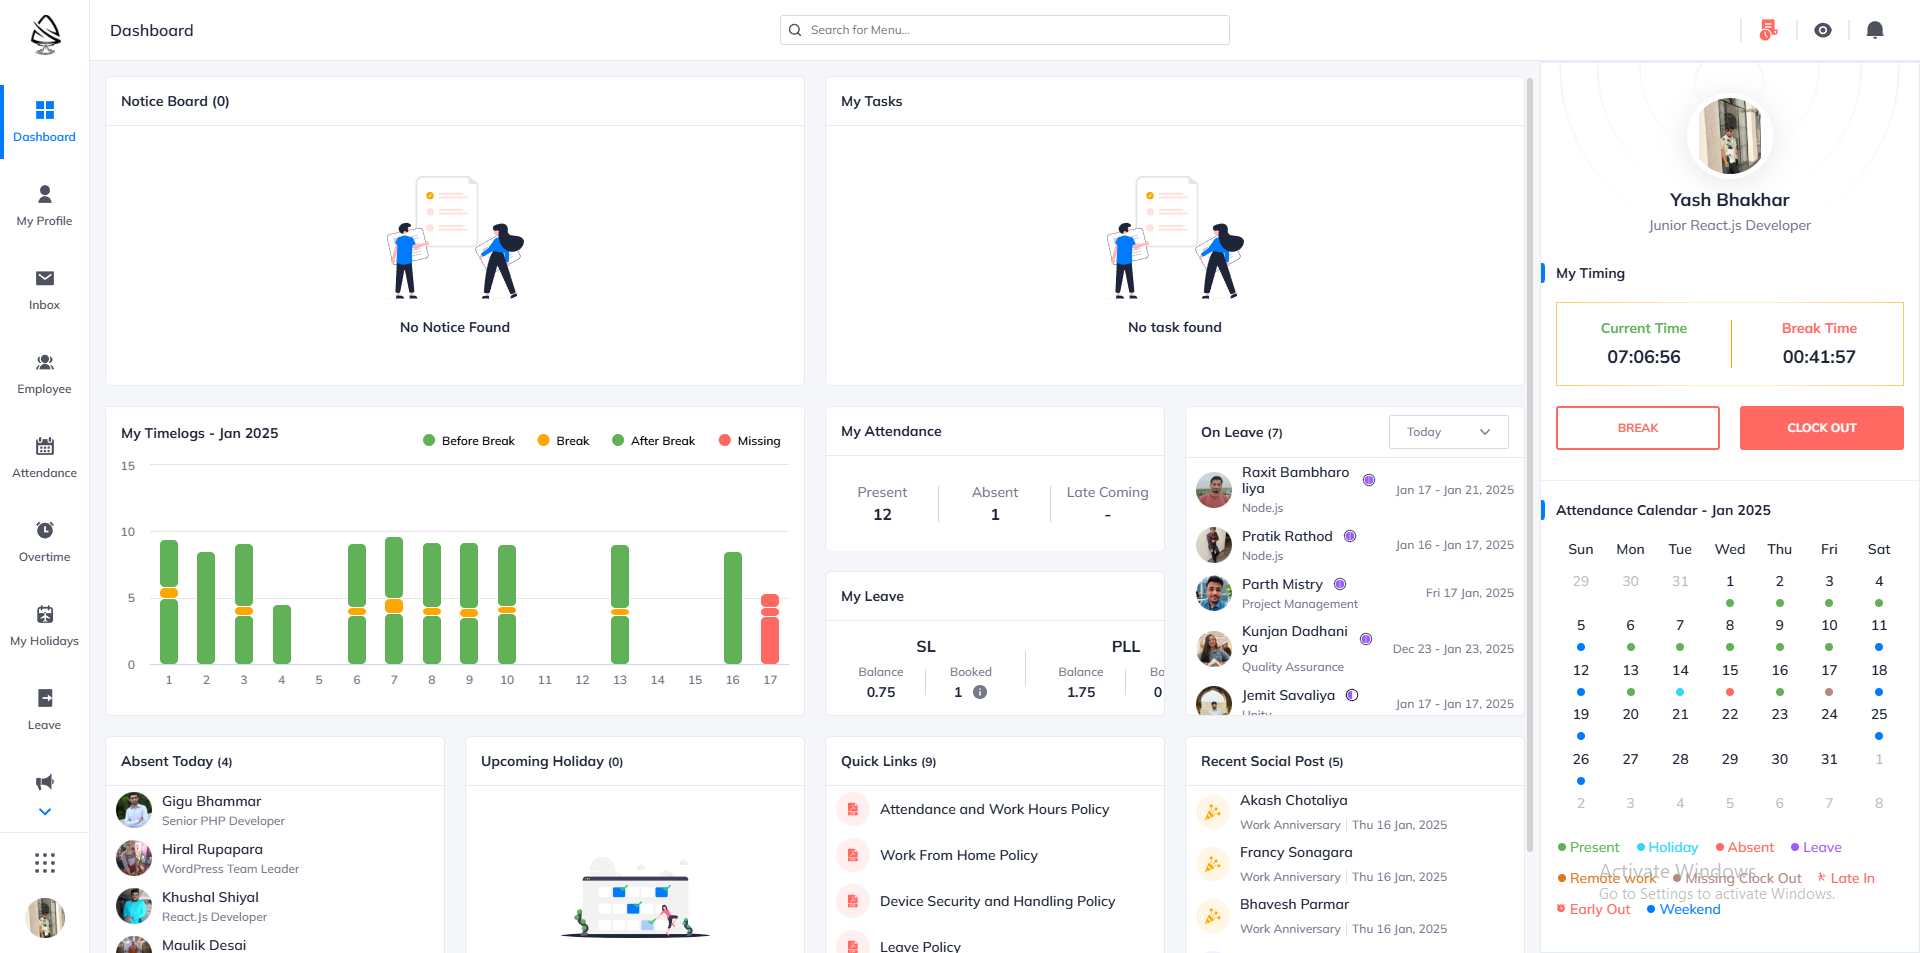 Dashboard
Search for Menu...
Dashboard
My Profile
Inbox
Employee
Attendance
Overtime
My Holidays
Leave
Notice Board (0)
No Notice Found
My Tasks
No task found
My Timelogs - Jan 2025
Before Break
Break
After Break
Missing
15
10
5
0
1 2 3 4 5 6 7 8 9 10 11 12 13 14 15 16 17
My Attendance
Present
12
Absent
1
Late Coming
-
My Leave
SL
Balance
0.75
Booked
1
PLL
Balance
1.75
Bo
0
On Leave (7)
Today
Raxit Bambharo
liya
Node.js
Jan 17 - Jan 21, 2025
Pratik Rathod
Node.js
Jan 16 - Jan 17, 2025
Parth Mistry
Project Management
Fri 17 Jan, 2025
Kunjan Dadhani
ya
Quality Assurance
Dec 23 - Jan 23, 2025
Jemit Savaliya
Unity
Jan 17 - Jan 17, 2025
Absent Today (4)
Gigu Bhammar
Senior PHP Developer
Hiral Rupapara
WordPress Team Leader
Khushal Shiyal
React.Js Developer
Maulik Desai
Upcoming Holiday (0)
Quick Links (9)
Attendance and Work Hours Policy
Work From Home Policy
Device Security and Handling Policy
Leave Policy
Recent Social Post (5)
Akash Chotaliya
Work Anniversary | Thu 16 Jan, 2025
Francy Sonagara
Work Anniversary | Thu 16 Jan, 2025
Bhavesh Parmar
Work Anniversary | Thu 16 Jan, 2025
Yash Bhakhar
Junior React.js Developer
My Timing
Current Time
07:06:56
Break Time
00:41:57
BREAK
CLOCK OUT
Attendance Calendar - Jan 2025
Sun Mon Tue Wed Thu Fri Sat
29 30 31 1 2 3 4
5 6 7 8 9 10 11
12 13 14 15 16 17 18
19 20 21 22 23 24 25
26 27 28 29 30 31 1
2 3 4 5 6 7 8
Present Holiday Absent Leave
Remote work Missing Clock Out Late In
Early Out Weekend
Activate Windows
Go to Settings to activate Windows.